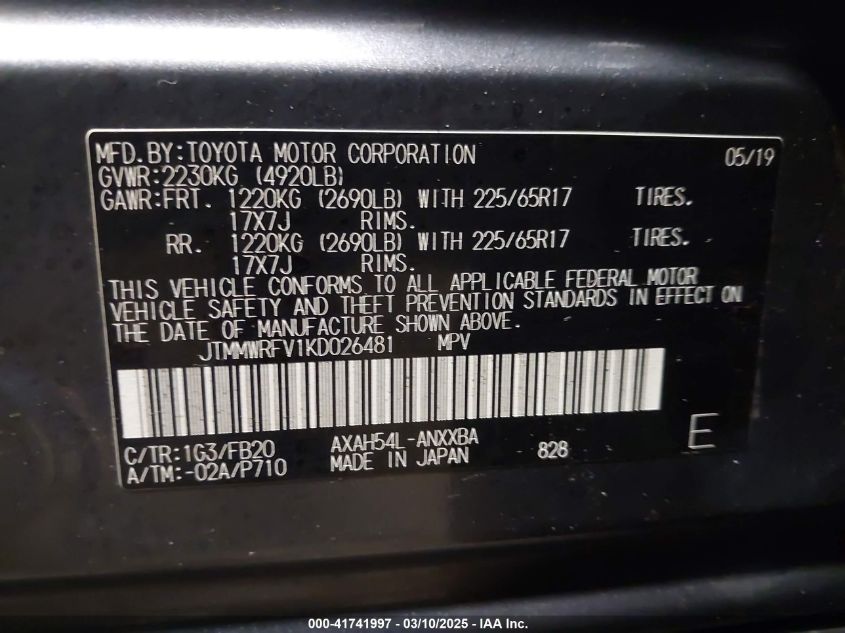 MFD.BY:TOYOTA MOTOR CORPORATION 05/19
GVWR:2230KG (4920LB)
GAWR:FRT. 1220KG (2690LB) WITH 225/65R17 TIRES.
17X7J RIMS.
RR. 1220KG (2690LB) WITH 225/65R17 TIRES.
17X7J RIMS.
THIS VEHICLE CONFORMS TO ALL APPLICABLE FEDERAL MOTOR
VEHICLE SAFETY AND THEFT PREVENTION STANDARDS IN EFFECT ON
THE DATE OF MANUFACTURE SHOWN ABOVE.
JTMMWRFV1KD026481 MPV
C/TR:1G3/FB20 AXAH54L-ANXXBA 828 E
A/TM:-02A/P710 MADE IN JAPAN
000-41741997 - 03/10/2025 - IAA Inc.